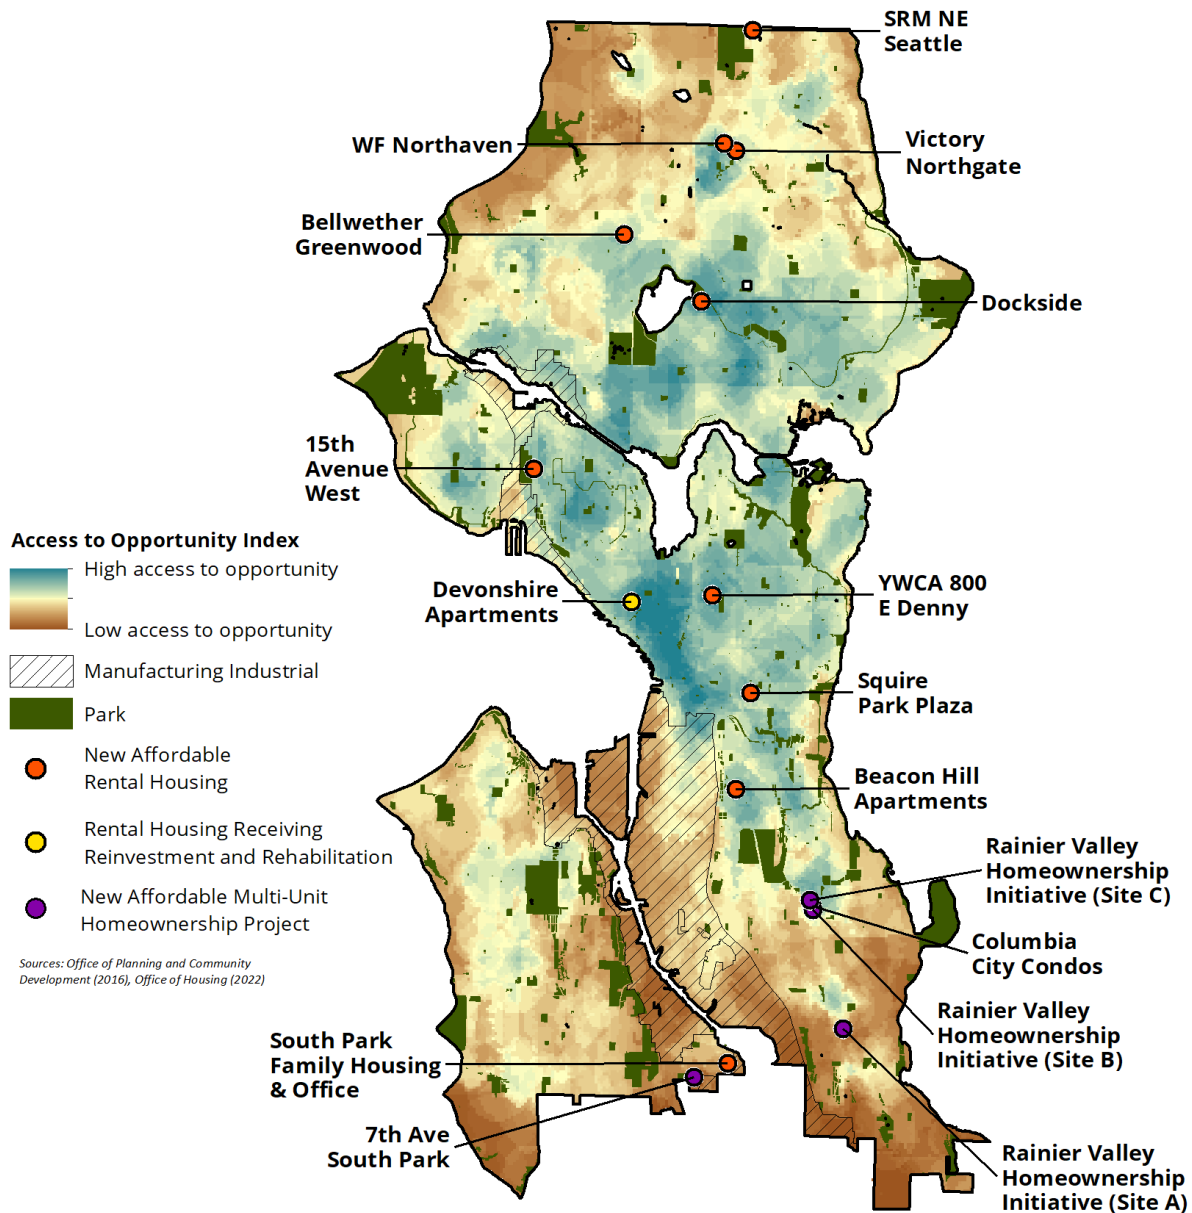 SRM NE
Seattle
WF Northaven
Victory
Northgate
Bellwether
Greenwood
Dockside
15th
Avenue
West
Access to Opportunity Index
High access to opportunity
Low access to opportunity
Manufacturing Industrial
Park
New Affordable
Rental Housing
Rental Housing Receiving
Reinvestment and Rehabilitation
New Affordable Multi-Unit
Homeownership Project
Sources: Office of Planning and Community
Development (2016), Office of Housing (2022)
Devonshire
Apartments
YWCA 800
E Denny
Squire
Park Plaza
Beacon Hill
Apartments
Rainier Valley
Homeownership
Initiative (Site C)
Columbia
City Condos
Rainier Valley
Homeownership
Initiative (Site B)
South Park
Family Housing
& Office
7th Ave
South Park
Rainier Valley
Homeownership
Initiative (Site A)